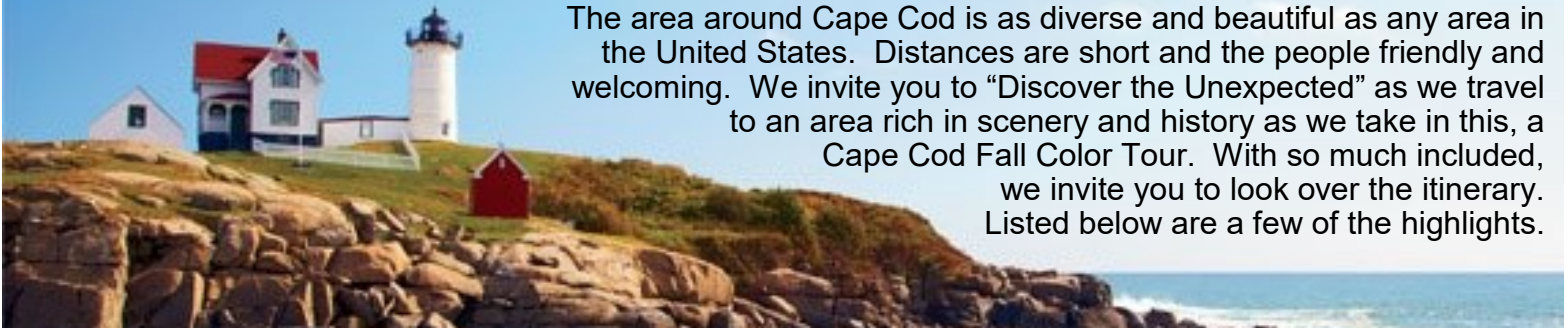 The area around Cape Cod is as diverse and beautiful as any area in
the United States.  Distances are short and the people friendly and
welcoming.  We invite you to “Discover the Unexpected” as we travel
to an area rich in scenery and history as we take in this, a
Cape Cod Fall Color Tour.  With so much included,
we invite you to look over the itinerary.
Listed below are a few of the highlights.